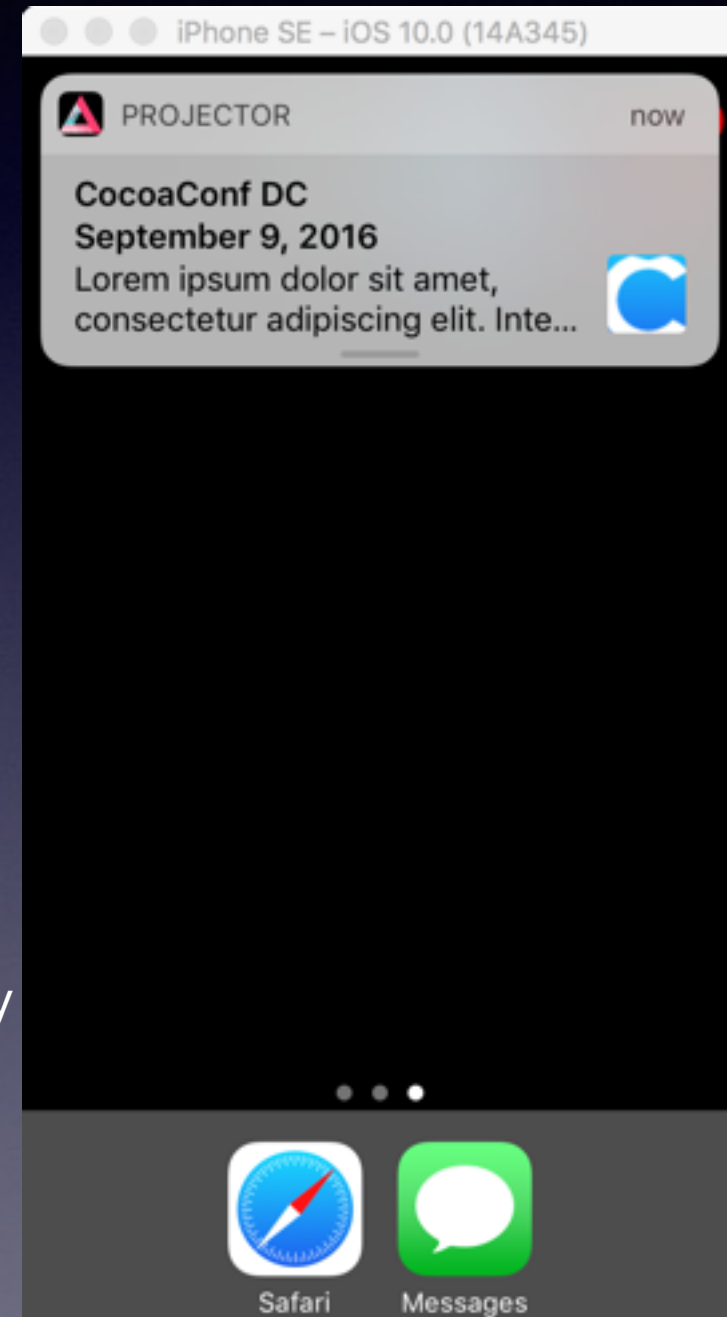 iPhone SE – iOS 10.0 (14A345)
PROJECTOR now
CocoaConf DC
September 9, 2016
Lorem ipsum dolor sit amet,
consectetur adipiscing elit. Inte...
Safari Messages